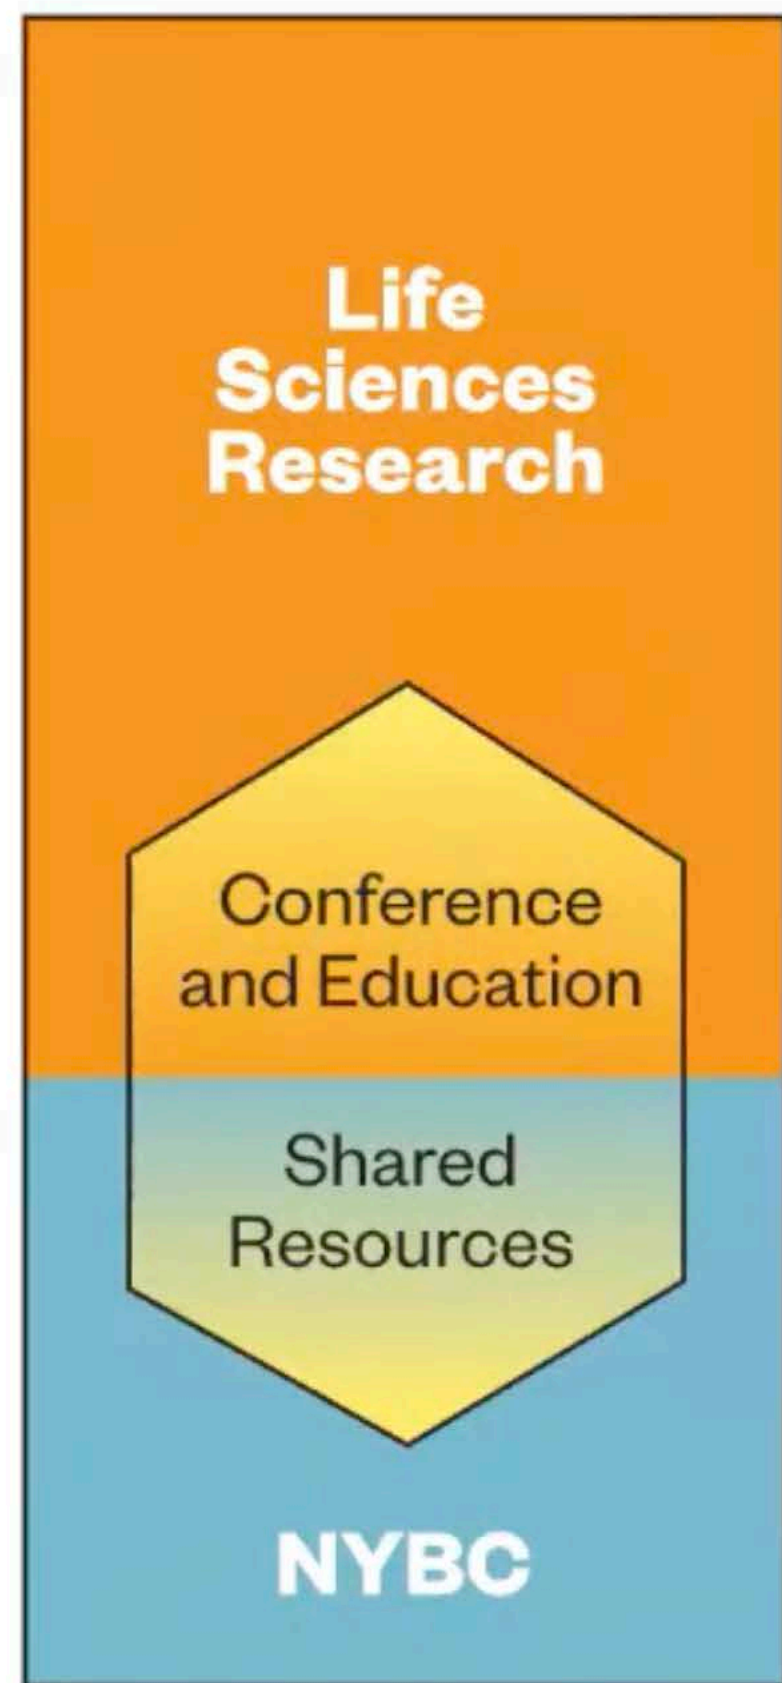 Life
Sciences
Research
Conference
and Education
Shared
Resources
NYBC